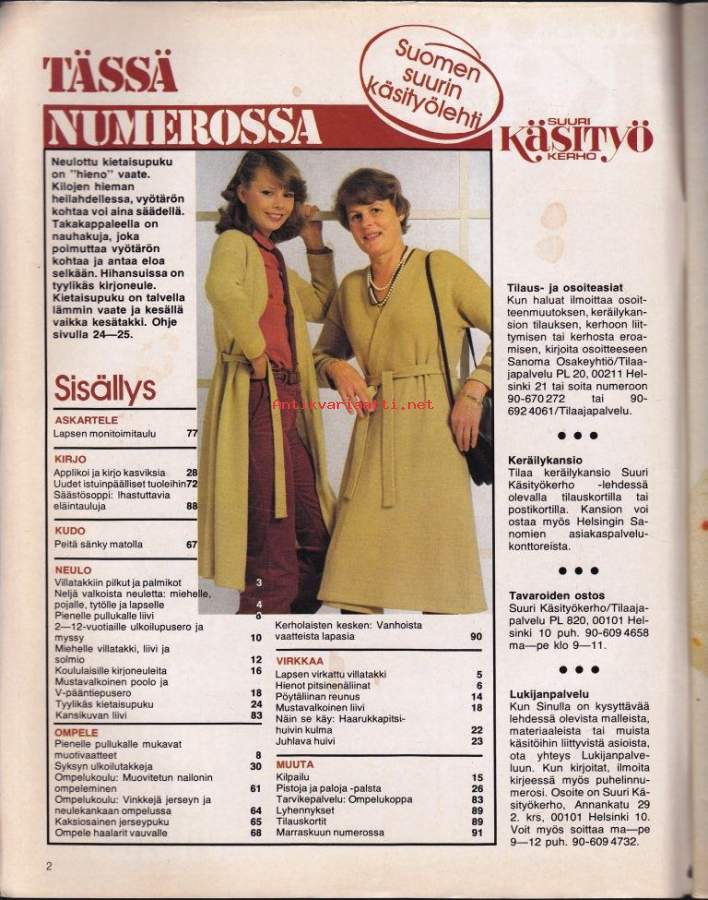 TÄSSÄ
NUMEROSSA
Suomen
suurin
käsityölehti
SUURI
KÄSITYÖ
KERHO
Neulottu kietaisupuku
on "hieno" vaate.
Kilojen hieman
heilahdellessa, vyötärön
kohtaa voi aina säädellä.
Takakappaleella on
nauhakuja, joka
poimuttaa vyötärön
kohtaa ja antaa eloa
selkään. Hihansuissa on
tyylikäs kirjoneule.
Kietaisupuku on talvella
lämmin vaate ja kesällä
vaikka kesätakki. Ohje
sivulla 24—25.
Sisällys
ASKARTELE
Lapsen monitoimitaulu 77
KIRJO
Applikoi ja kirjo kasviksia 28
Uudet istuinpäälliset tuoleihin 72
Säästösoppi: Ihastuttavia
eläintauluja 88
KUDO
Peitä sänky matolla 67
NEULO
Villatakkiin pilkut ja palmikot 3
Neljä valkoista neuletta: miehelle,
pojalle, tytölle ja lapselle 4
Pienelle pullukalle liivi 8
2—12-vuotiaille ulkoilupusero ja
myssy 10
Miehelle villatakki, liivi ja
solmio 12
Koululaisille kirjoneuleita 16
Mustavalkoinen poolo ja
V-pääntiepusero 18
Tyylikäs kietaisupuku 24
Kansikuvan liivi 83
OMPELE
Pienelle pullukalle mukavat
muotivaatteet 8
Syksyn ulkoilutakkeja 30
Ompelukoulu: Muovitetun nailonin
ompeleminen 61
Ompelukoulu: Vinkkejä jerseyn ja
neulekankaan ompelussa 64
Kaksiosainen jerseypuku 65
Ompele haalarit vauvalle 68
Kerholaisten kesken: Vanhoista
vaatteista lapasia 90
VIRKKAA
Lapsen virkattu villatakki 5
Hienot pitsinenäliinat 6
Pöytäliinan reunus 14
Mustavalkoinen liivi 18
Näin se käy: Haarukkapitsi-
huivin kulma 22
Juhlava huivi 23
MUUTA
Kilpailu 15
Pistoja ja paloja -palsta 26
Tarvikepalvelu: Ompelukoppa 83
Lyhennykset 89
Tilauskortit 89
Marraskuun numerossa 91
Tilaus- ja osoiteasiat
Kun haluat ilmoittaa osoit-
teenmuutoksen, keräilykan-
sion tilauksen, kerhoon liit-
tymisen tai kerhosta eroa-
misen, kirjoita osoitteeseen
Sanoma Osakeyhtiö/Tilaa-
japalvelu PL 20, 00211 Hel-
sinki 21 tai soita numeroon
90-670 272 tai 90-
692 4061/Tilaajapalvelu.
● ● ●
Keräilykansio
Tilaa keräilykansio Suuri
Käsityökerho -lehdessä
olevalla tilauskortilla tai
postikortilla. Kansion voi
ostaa myös Helsingin Sa-
nomien asiakaspalvelu-
konttoreista.
● ● ●
Tavaroiden ostos
Suuri Käsityökerho/Tilaaja-
palvelu PL 820, 00101 Hel-
sinki 10 puh. 90-609 4658
ma—pe klo 9—11.
● ● ●
Lukijanpalvelu
Kun Sinulla on kysyttävää
lehdessä olevista malleista,
materiaaleista tai muista
käsitöihin liittyvistä asioista,
ota yhteys Lukijanpalve-
luun. Kun kirjoitat, ilmoita
kirjeessä myös puhelinnu-
merosi. Osoite on Suuri Kä-
sityökerho, Annankatu 29
2. krs, 00101 Helsinki 10.
Voit myös soittaa ma—pe
9—12 puh. 90-609 4732.
Antikvariaatti.net
2